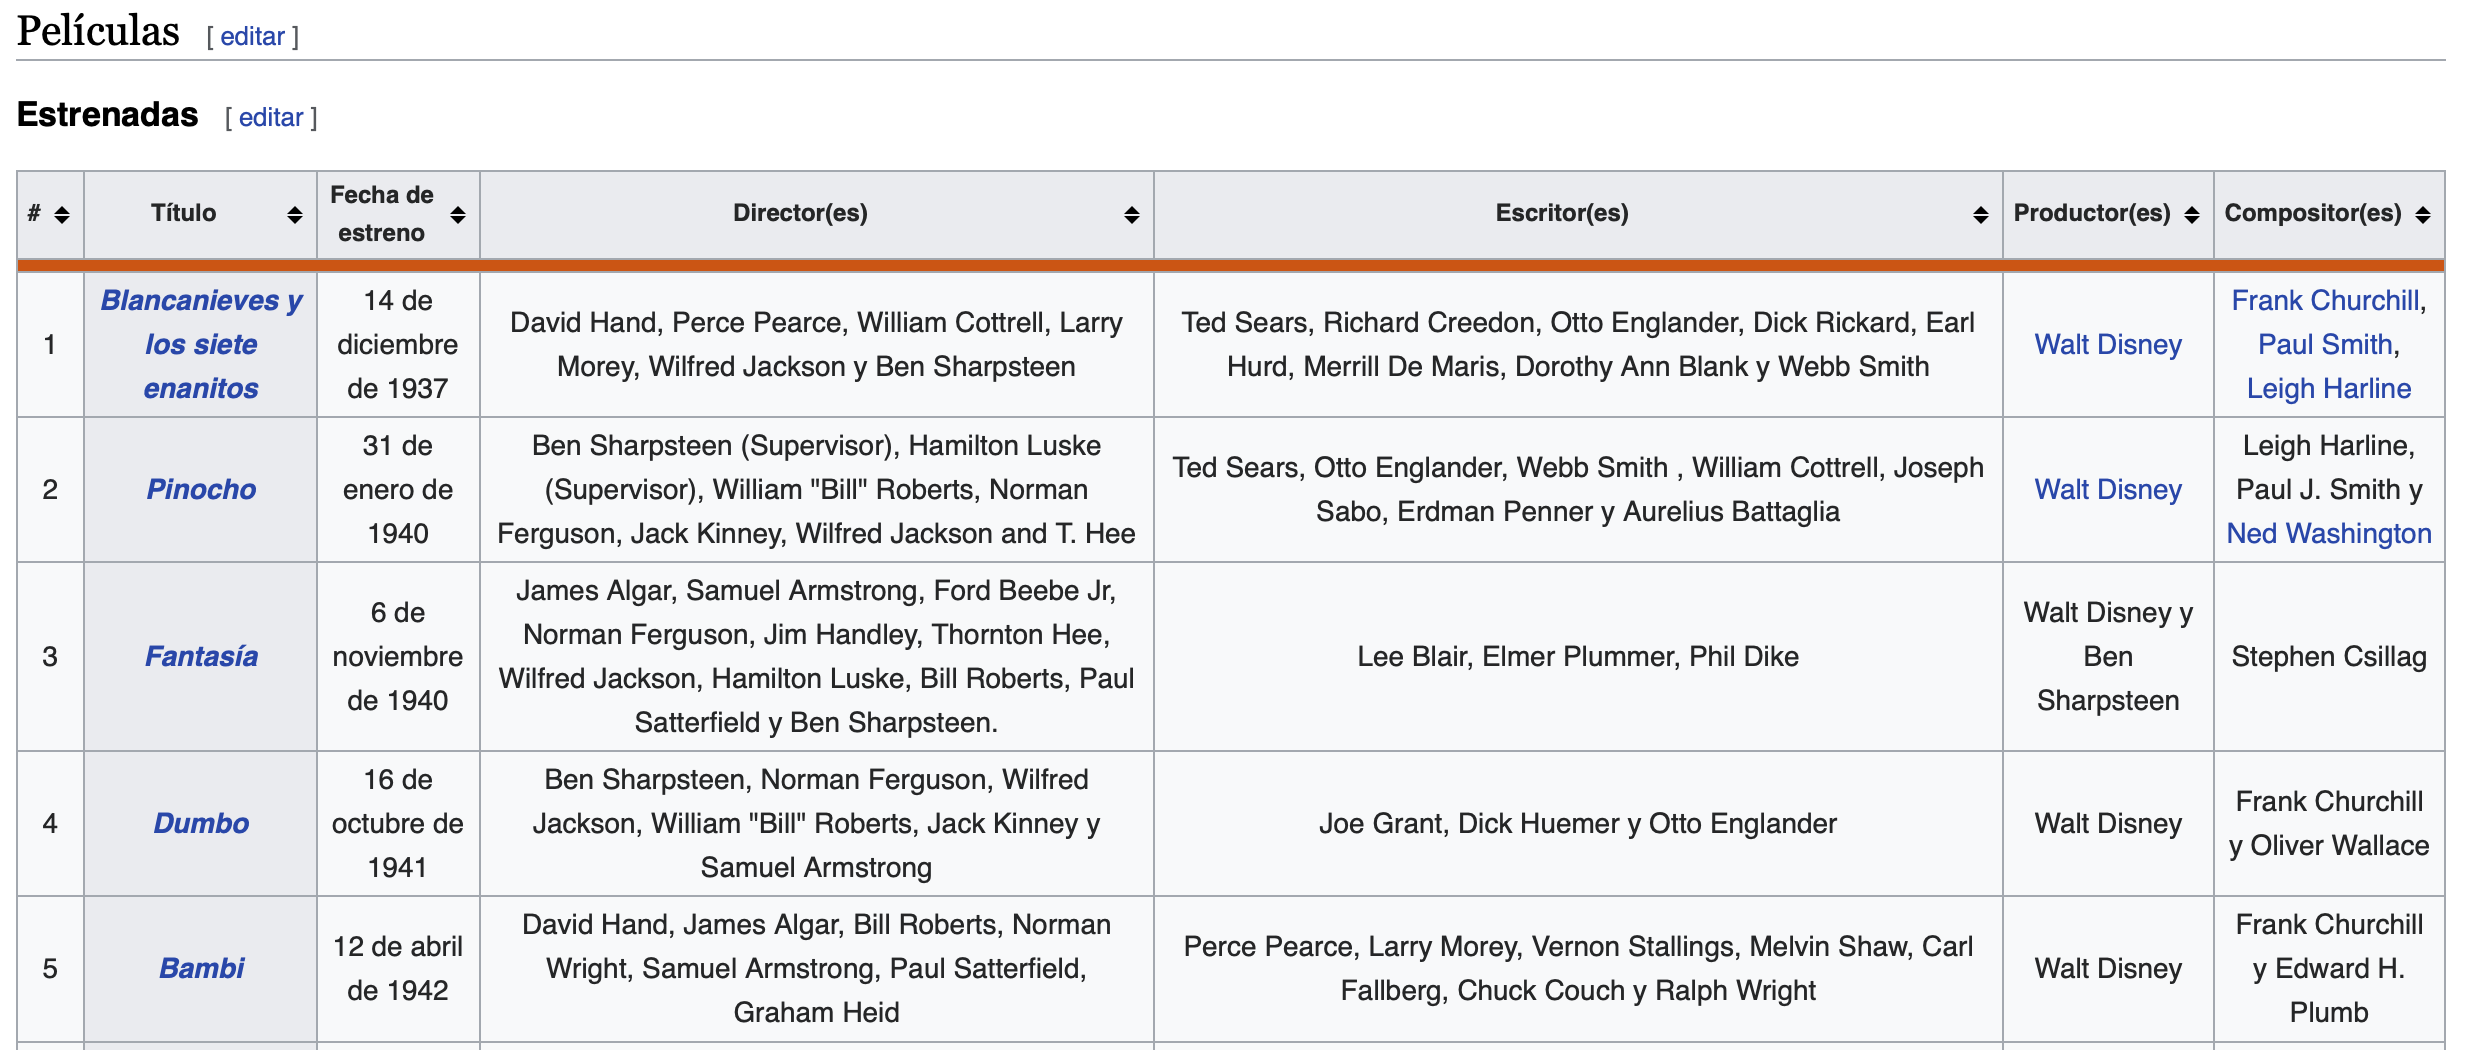 Películas [ editar ]
Estrenadas [ editar ]
# Título Fecha de estreno Director(es) Escritor(es) Productor(es) Compositor(es)
1
Blancanieves y
los siete
enanitos
14 de
diciembre
de 1937
David Hand, Perce Pearce, William Cottrell, Larry
Morey, Wilfred Jackson y Ben Sharpsteen
Ted Sears, Richard Creedon, Otto Englander, Dick Rickard, Earl
Hurd, Merrill De Maris, Dorothy Ann Blank y Webb Smith
Walt Disney
Frank Churchill,
Paul Smith,
Leigh Harline
2
Pinocho
31 de
enero de
1940
Ben Sharpsteen (Supervisor), Hamilton Luske
(Supervisor), William "Bill" Roberts, Norman
Ferguson, Jack Kinney, Wilfred Jackson and T. Hee
Ted Sears, Otto Englander, Webb Smith , William Cottrell, Joseph
Sabo, Erdman Penner y Aurelius Battaglia
Walt Disney
Leigh Harline,
Paul J. Smith y
Ned Washington
3
Fantasía
6 de
noviembre
de 1940
James Algar, Samuel Armstrong, Ford Beebe Jr,
Norman Ferguson, Jim Handley, Thornton Hee,
Wilfred Jackson, Hamilton Luske, Bill Roberts, Paul
Satterfield y Ben Sharpsteen.
Lee Blair, Elmer Plummer, Phil Dike
Walt Disney y
Ben
Sharpsteen
Stephen Csillag
4
Dumbo
16 de
octubre de
1941
Ben Sharpsteen, Norman Ferguson, Wilfred
Jackson, William "Bill" Roberts, Jack Kinney y
Samuel Armstrong
Joe Grant, Dick Huemer y Otto Englander
Walt Disney
Frank Churchill
y Oliver Wallace
5
Bambi
12 de abril
de 1942
David Hand, James Algar, Bill Roberts, Norman
Wright, Samuel Armstrong, Paul Satterfield,
Graham Heid
Perce Pearce, Larry Morey, Vernon Stallings, Melvin Shaw, Carl
Fallberg, Chuck Couch y Ralph Wright
Walt Disney
Frank Churchill
y Edward H.
Plumb